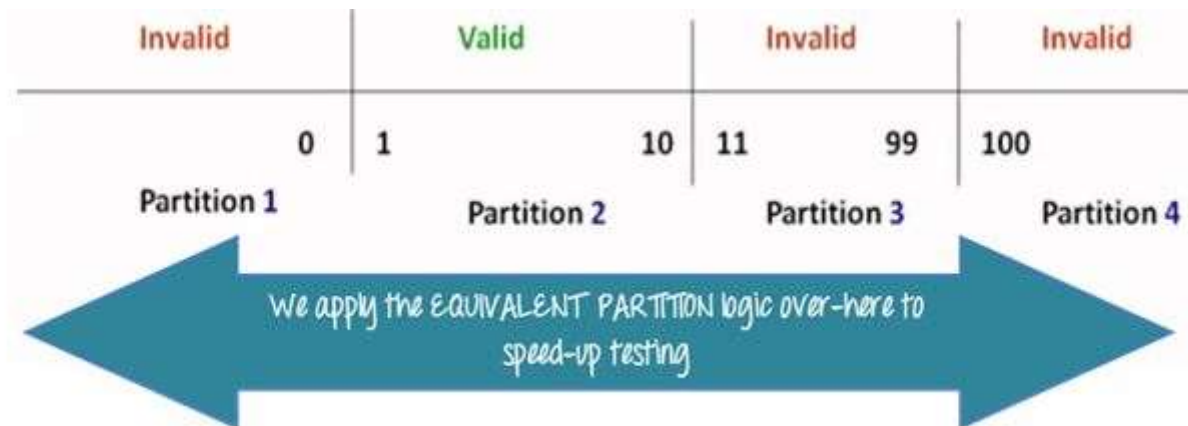 Invalid Valid Invalid Invalid
0 1 10 11 99 100
Partition 1 Partition 2 Partition 3 Partition 4
We apply the EQUIVALENT PARTITION logic over-here to
speed-up testing